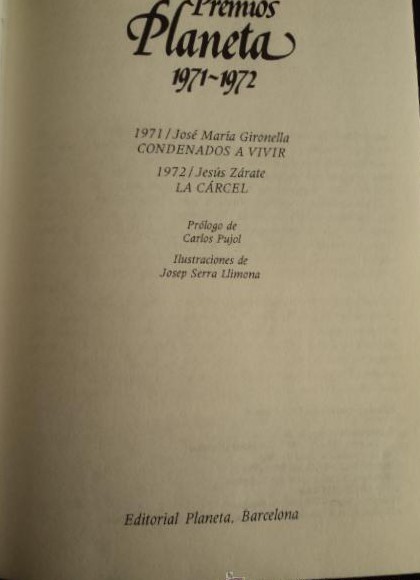 Premios
Planeta
1971~1972
1971/José María Gironella
CONDENADOS A VIVIR
1972/Jesús Zárate
LA CÁRCEL
Prólogo de
Carlos Pujol
Ilustraciones de
Josep Serra Llimona
Editorial Planeta, Barcelona